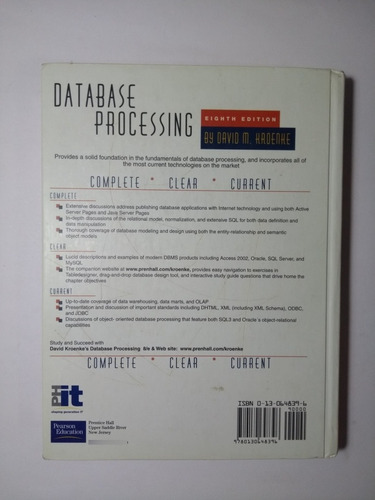 DATABASE
PROCESSING
EIGHTH EDITION
BY DAVID M. KROENKE
Provides a solid foundation in the fundamentals of database processing, and incorporates all of
the most current technologies on the market
COMPLETE * CLEAR * CURRENT
COMPLETE
Extensive discussions address publishing database applications with Internet technology and using both Active
Server Pages and Java Server Pages
In-depth discussions of the relational model, normalization, and extensive SQL for both data definition and
data manipulation
Thorough coverage of database modeling and design using both the entity-relationship and semantic
object models
CLEAR
Lucid descriptions and examples of modern DBMS products including Access 2002, Oracle, SQL Server, and
MySQL
The companion website at www.prenhall.com/kroenke, provides easy navigation to exercises in
Tabledesigner, drag-and-drop database design tool, and interactive study guide questions that drive home the
chapter objectives
CURRENT
Up-to-date coverage of data warehousing, data marts, and OLAP
Presentation and discussion of important standards including DHTML, XML (including XML Schema), ODBC,
and JDBC
Discussions of object- oriented database processing that feature both SQL3 and Oracle's object-relational
capabilities
Study and Succeed with
David Kroenke's Database Processing 8/e & Web site: www.prenhall.com/kroenke
COMPLETE * CLEAR * CURRENT
PH
it
shaping generation IT
Pearson
Education
Prentice Hall
Upper Saddle River
New Jersey
ISBN 0-13-064839-6
90000
9 780130 648396